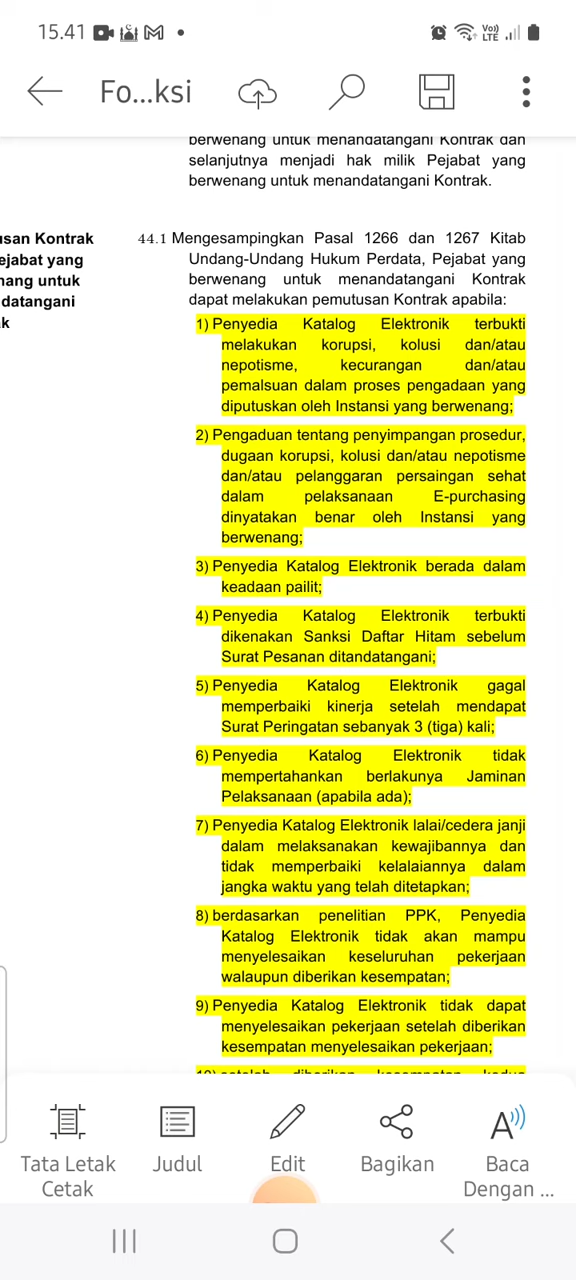 15.41
Vo))
LTE
Fo...ksi
berwenang untuk menandatangani Kontrak dan
selanjutnya menjadi hak milik Pejabat yang
berwenang untuk menandatangani Kontrak.
usan Kontrak
ejabat yang
nang untuk
datangani
k
44.1 Mengesampingkan Pasal 1266 dan 1267 Kitab
Undang-Undang Hukum Perdata, Pejabat yang
berwenang untuk menandatangani Kontrak
dapat melakukan pemutusan Kontrak apabila:
1) Penyedia Katalog Elektronik terbukti
melakukan korupsi, kolusi dan/atau
nepotisme, kecurangan dan/atau
pemalsuan dalam proses pengadaan yang
diputuskan oleh Instansi yang berwenang;
2) Pengaduan tentang penyimpangan prosedur,
dugaan korupsi, kolusi dan/atau nepotisme
dan/atau pelanggaran persaingan sehat
dalam pelaksanaan E-purchasing
dinyatakan benar oleh Instansi yang
berwenang;
3) Penyedia Katalog Elektronik berada dalam
keadaan pailit;
4) Penyedia Katalog Elektronik terbukti
dikenakan Sanksi Daftar Hitam sebelum
Surat Pesanan ditandatangani;
5) Penyedia Katalog Elektronik gagal
memperbaiki kinerja setelah mendapat
Surat Peringatan sebanyak 3 (tiga) kali;
6) Penyedia Katalog Elektronik tidak
mempertahankan berlakunya Jaminan
Pelaksanaan (apabila ada);
7) Penyedia Katalog Elektronik lalai/cedera janji
dalam melaksanakan kewajibannya dan
tidak memperbaiki kelalaiannya dalam
jangka waktu yang telah ditetapkan;
8) berdasarkan penelitian PPK, Penyedia
Katalog Elektronik tidak akan mampu
menyelesaikan keseluruhan pekerjaan
walaupun diberikan kesempatan;
9) Penyedia Katalog Elektronik tidak dapat
menyelesaikan pekerjaan setelah diberikan
kesempatan menyelesaikan pekerjaan;
10) setelah diberikan kesempatan kedua
Tata Letak Cetak
Judul
Edit
Bagikan
Baca Dengan ...